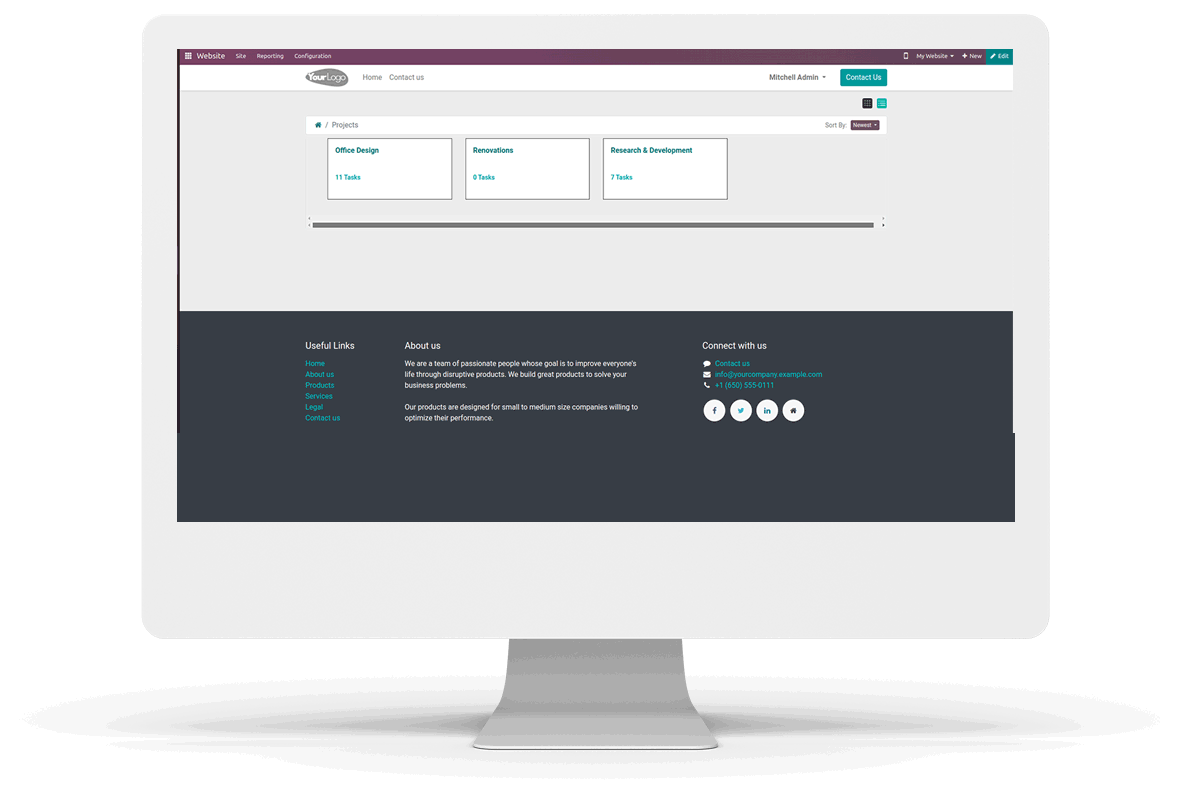 Website Site Reporting Configuration My Website + New Edit
YourLogo Home Contact us Mitchell Admin Contact Us
/ Projects Sort By: Newest
Office Design Renovations Research & Development
11 Tasks 0 Tasks 7 Tasks
Useful Links
Home
About us
Products
Services
Legal
Contact us
About us
We are a team of passionate people whose goal is to improve everyone's
life through disruptive products. We build great products to solve your
business problems.
Our products are designed for small to medium size companies willing to
optimize their performance.
Connect with us
Contact us
info@yourcompany.example.com
+1 (650) 555-0111